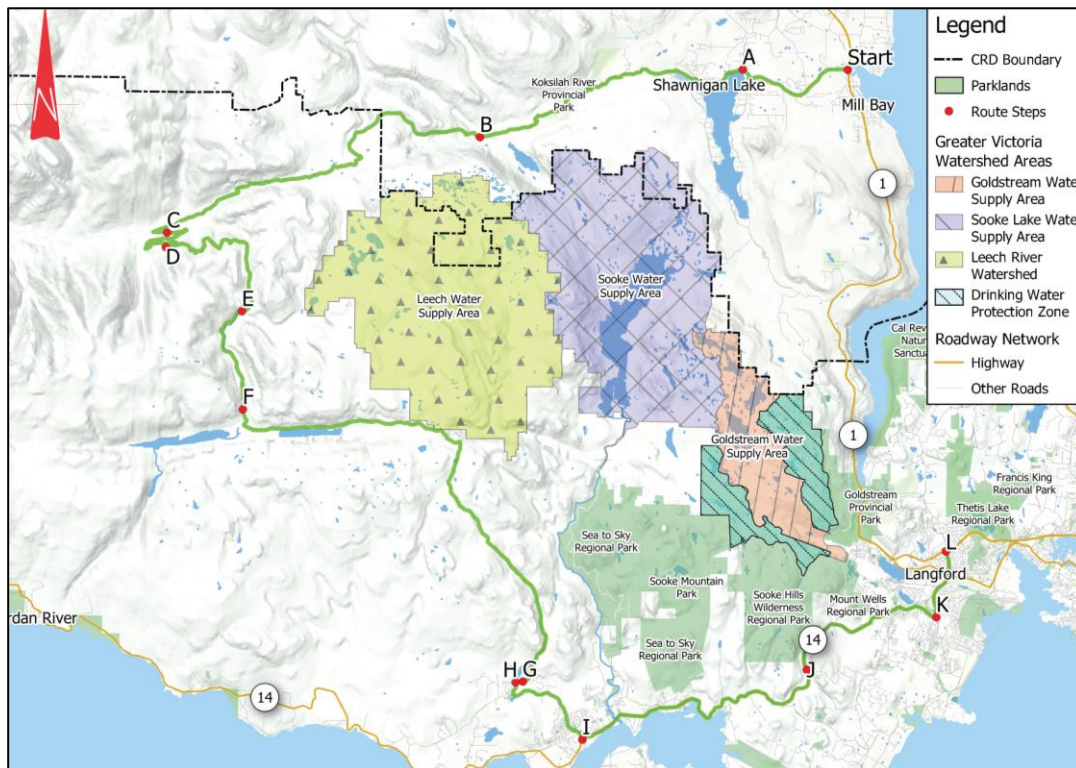 N
Start
A
Shawnigan Lake
Koksilah River
Provincial
Park
Mill Bay
B
1
C
D
Sooke Water
Supply Area
E
Leech Water
Supply Area
Cal Rev
Natur
Sanctu
F
1
Goldstream Water
Supply Area
Francis King
Regional Park
Goldstream
Provincial
Park
Thetis Lake
Regional Park
Sea to Sky
Regional Park
L
Langford
Sooke Mountain
Park
Sooke Hills
Wilderness
Regional Park
Mount Wells
Regional Park
K
rdan River
Sea to Sky
Regional Park
14
J
H
G
14
I
Legend
CRD Boundary
Parklands
Route Steps
Greater Victoria
Watershed Areas
Goldstream Water
Supply Area
Sooke Lake Water
Supply Area
Leech River
Watershed
Drinking Water
Protection Zone
Roadway Network
Highway
Other Roads